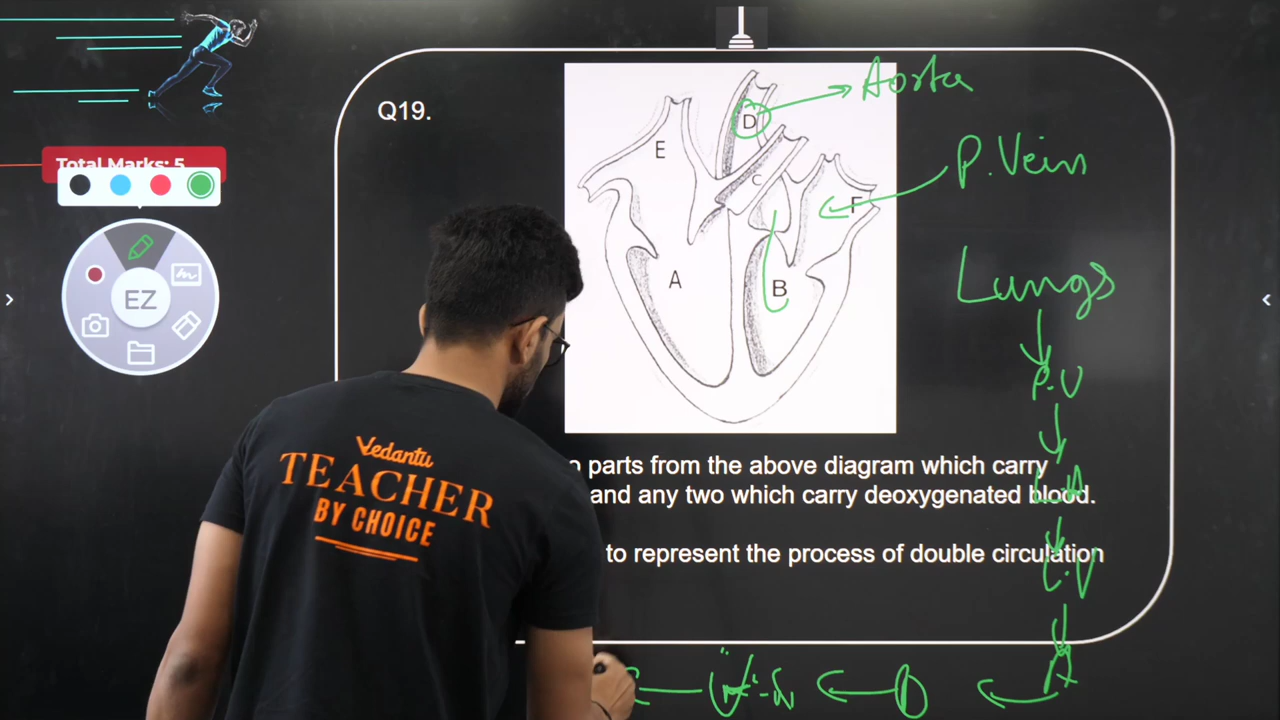 Q19.
Total Marks: 5
EZ
D
E
C
F
A
B
Aorta
P.Vein
Lungs
P.V
L.A
L.V
parts from the above diagram which carry
and any two which carry deoxygenated blood.
to represent the process of double circulation
Vedantu
TEACHER
BY CHOICE